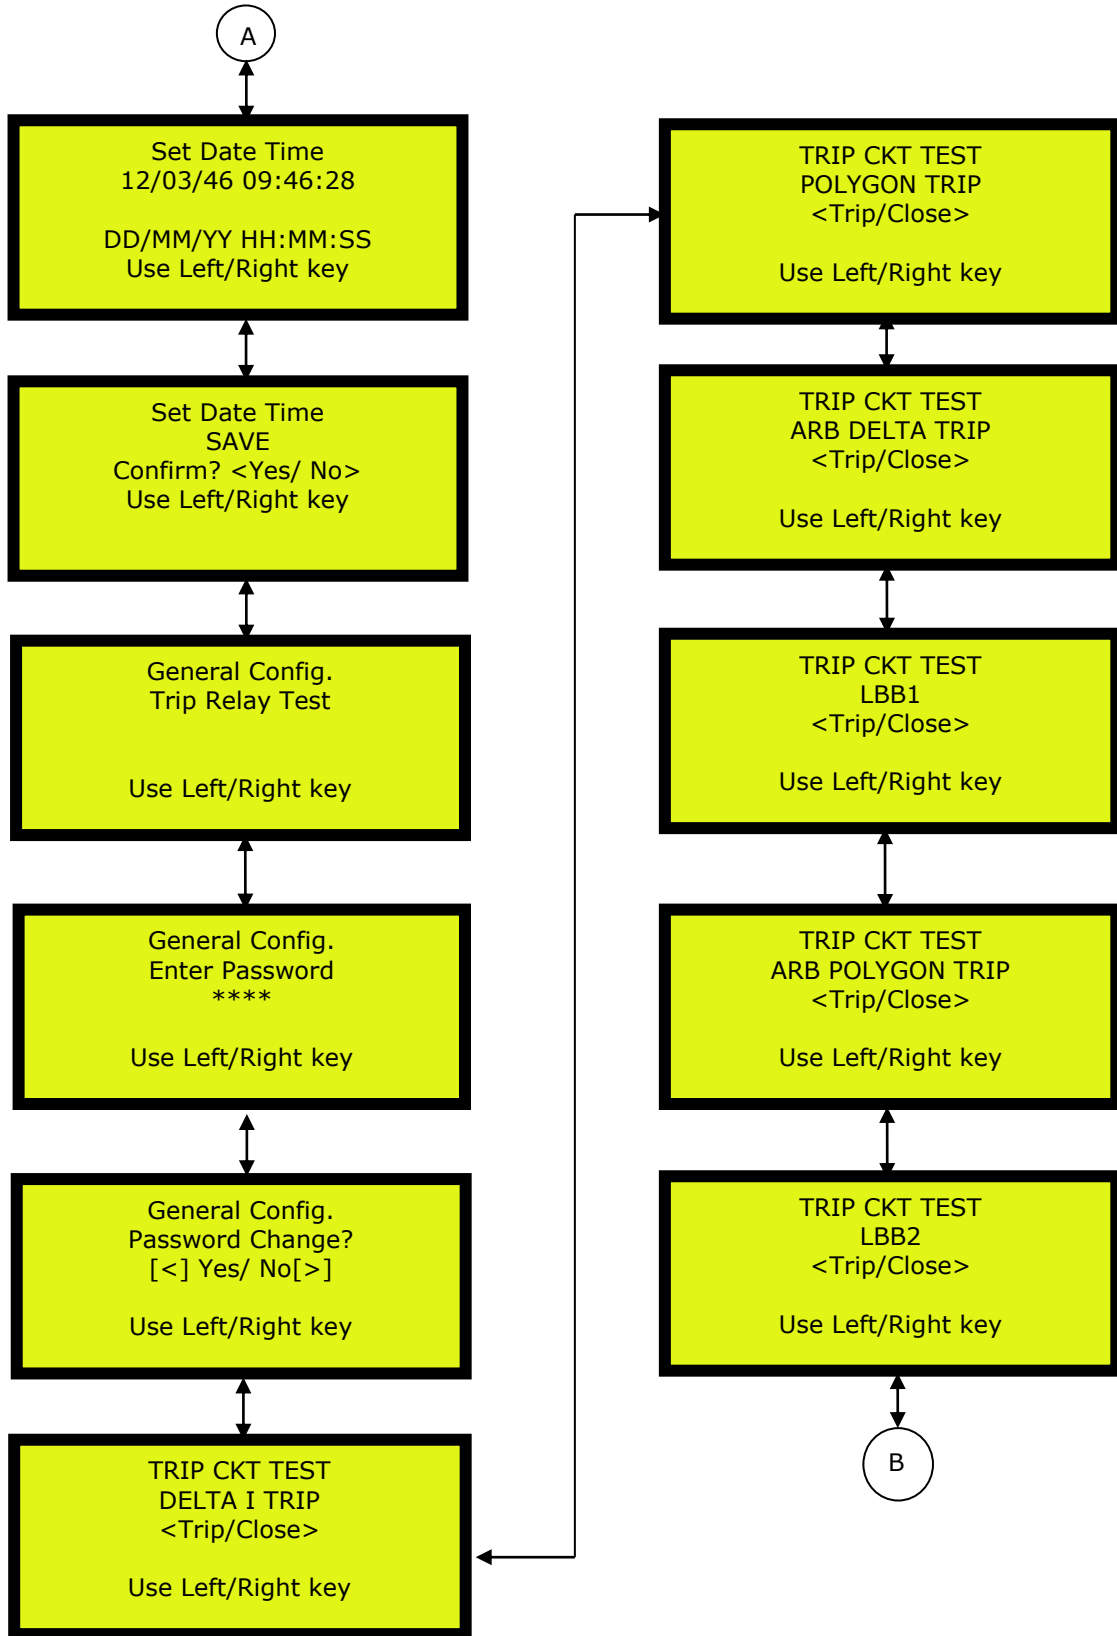 A
Set Date Time
12/03/46 09:46:28
DD/MM/YY HH:MM:SS
Use Left/Right key
Set Date Time
SAVE
Confirm? <Yes/ No>
Use Left/Right key
General Config.
Trip Relay Test
Use Left/Right key
General Config.
Enter Password
****
Use Left/Right key
General Config.
Password Change?
[<] Yes/ No[>]
Use Left/Right key
TRIP CKT TEST
DELTA I TRIP
<Trip/Close>
Use Left/Right key
TRIP CKT TEST
POLYGON TRIP
<Trip/Close>
Use Left/Right key
TRIP CKT TEST
ARB DELTA TRIP
<Trip/Close>
Use Left/Right key
TRIP CKT TEST
LBB1
<Trip/Close>
Use Left/Right key
TRIP CKT TEST
ARB POLYGON TRIP
<Trip/Close>
Use Left/Right key
TRIP CKT TEST
LBB2
<Trip/Close>
Use Left/Right key
B